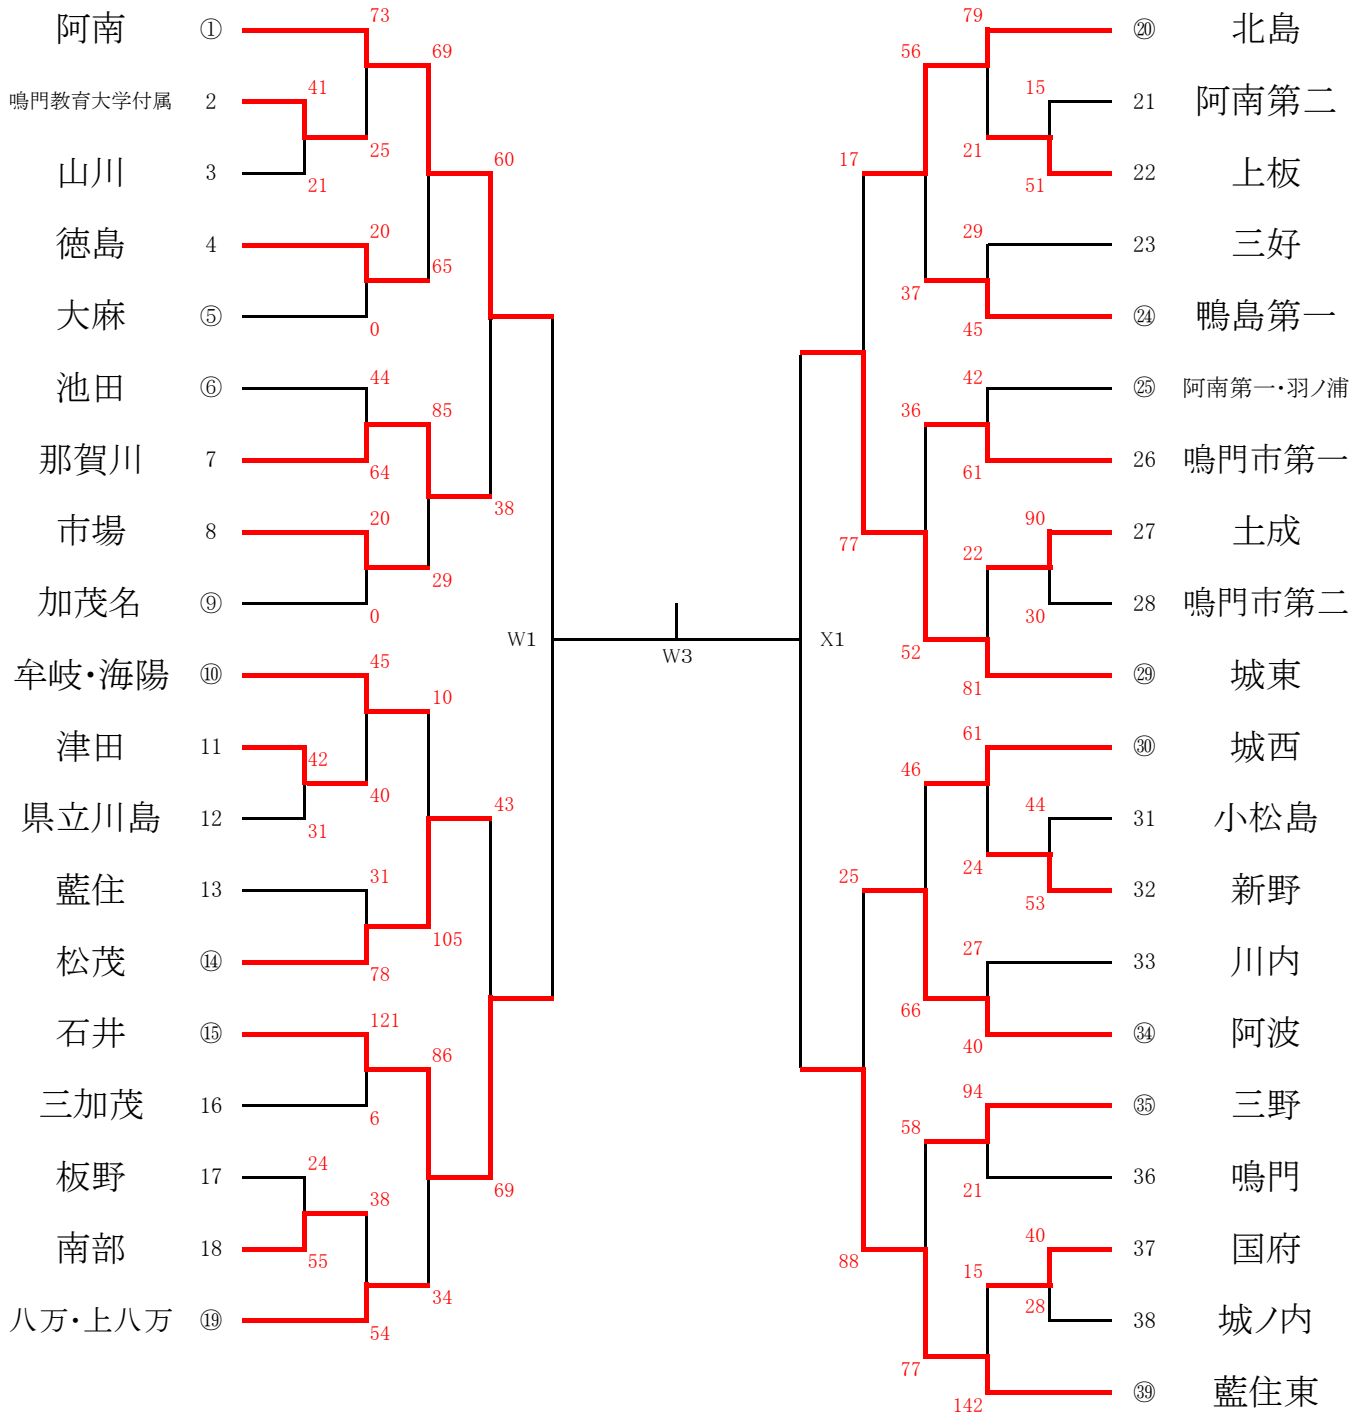 阿南 ① 73
69
鳴門教育大学付属 2 41
25
山川 3 21
60
徳島 4 20
65
大麻 ⑤ 0
池田 ⑥ 44
85
那賀川 7 64
38
市場 8 20
29
加茂名 ⑨ 0
W1
牟岐・海陽 ⑩ 45
10
津田 11 42
40
県立川島 12 31
43
藍住 13 31
105
松茂 ⑭ 78
石井 ⑮ 121
86
三加茂 16 6
69
板野 17 24
38
南部 18 55
34
八万・上八万 ⑲ 54
W3
79 ⑳ 北島
56
15 21 阿南第二
21
51 22 上板
17
29 23 三好
37
45 ㉔ 鴨島第一
42 ㉕ 阿南第一・羽ノ浦
36
61 26 鳴門市第一
77
90 27 土成
22
30 28 鳴門市第二
X1
52
81 ㉙ 城東
61 ㉚ 城西
46
44 31 小松島
24
53 32 新野
25
27 33 川内
66
40 ㉞ 阿波
94 ㉟ 三野
58
21 36 鳴門
88
40 37 国府
15
28 38 城ノ内
77
142 ㊴ 藍住東